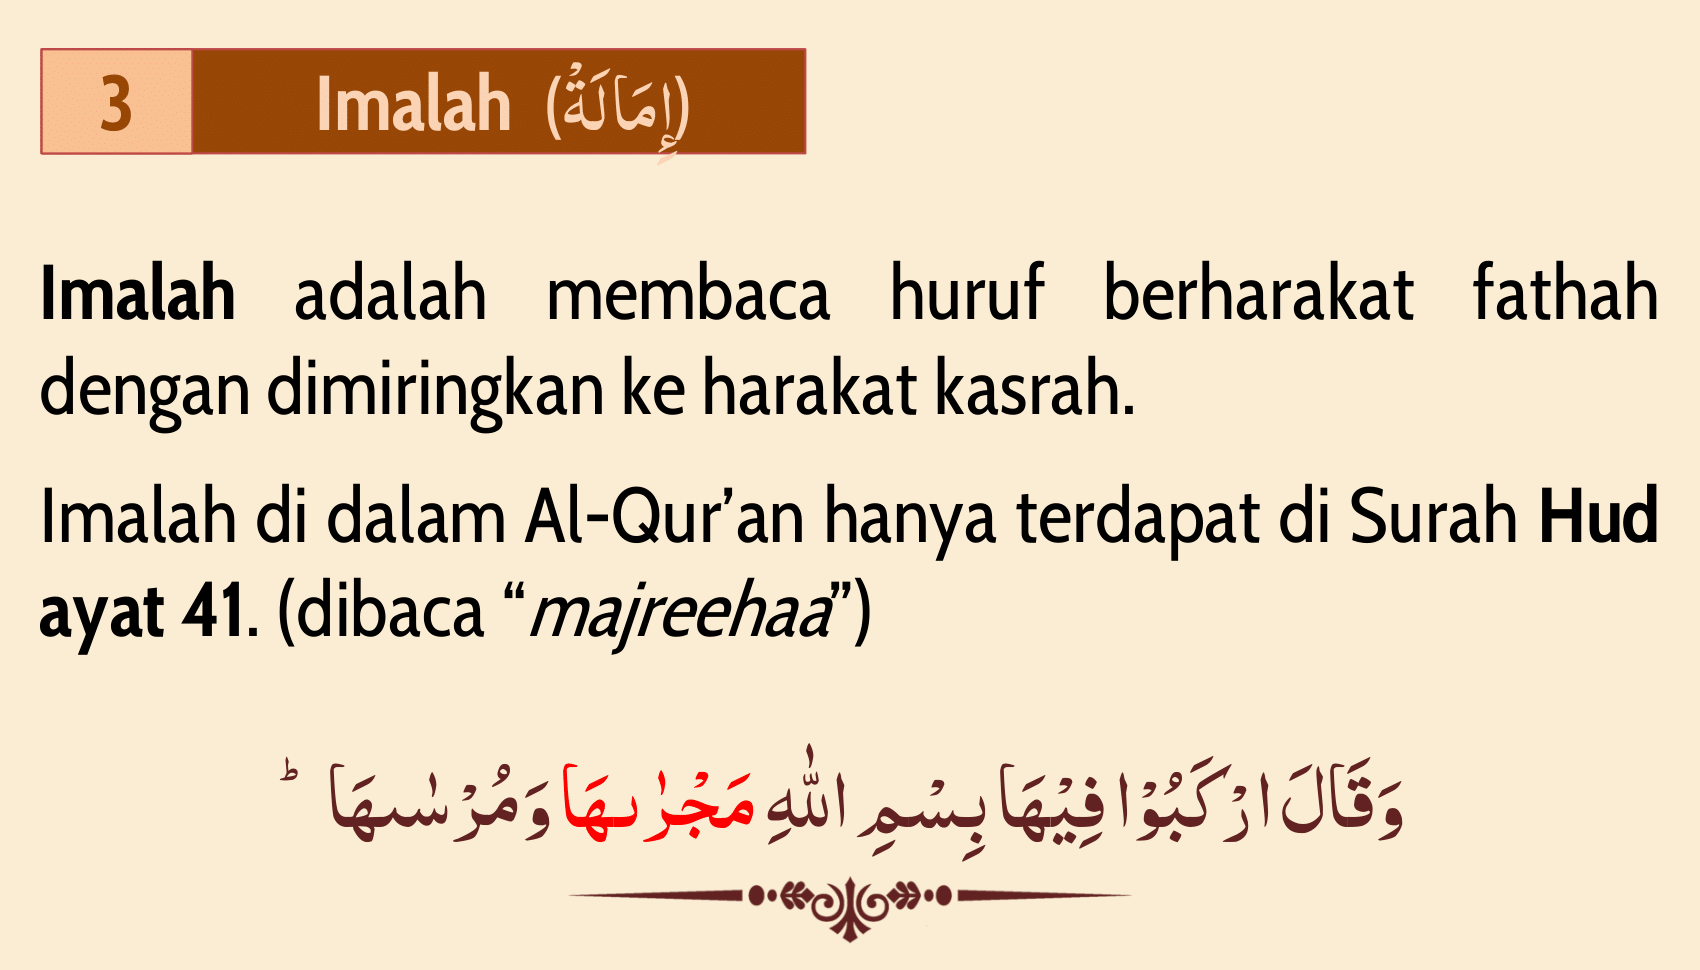 3
Imalah (إِمَالَةْ)
Imalah adalah membaca huruf berharakat fathah
dengan dimiringkan ke harakat kasrah.
Imalah di dalam Al-Qur’an hanya terdapat di Surah Hud
ayat 41. (dibaca “majreehaa”)
وَقَالَ ارْكَبُوْا فِيْهَا بِسْمِ اللّٰهِ مَجْرٰىهَا وَمُرْسٰىهَا ۗ